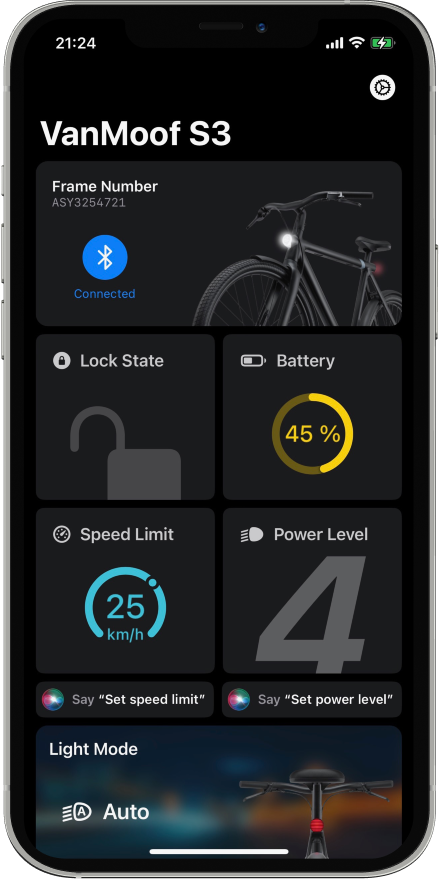 21:24
VanMoof S3
Frame Number
ASY3254721
Connected
Lock State
Battery
45 %
Speed Limit
25
km/h
Power Level
4
Say “Set speed limit”
Say “Set power level”
Light Mode
A
Auto